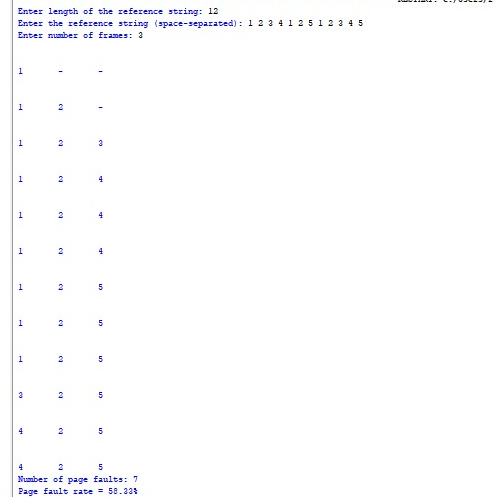 Enter length of the reference string: 12
Enter the reference string (space-separated): 1 2 3 4 1 2 5 1 2 3 4 5
Enter number of frames: 3
1 - -
1 2 -
1 2 3
1 2 4
1 2 4
1 2 4
1 2 5
1 2 5
1 2 5
3 2 5
4 2 5
4 2 5
Number of page faults: 7
Page fault rate = 58.33%